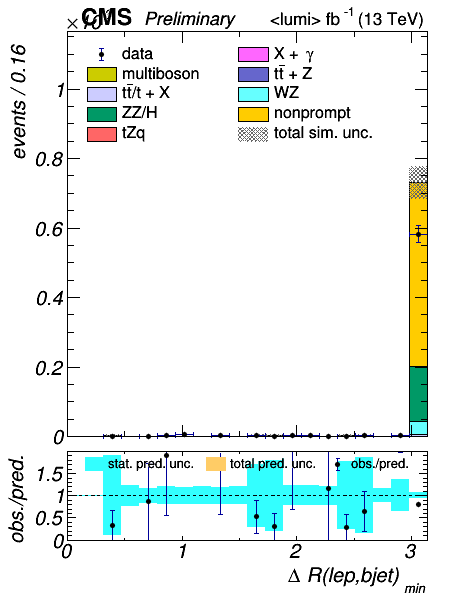 CMS Preliminary <lumi> fb⁻¹ (13 TeV)
events / 0.16
data
X + γ
multiboson
tt̄ + Z
tt̄/t + X
WZ
ZZ/H
nonprompt
tZ̄q
total sim. unc.
1
0.8
0.6
0.4
0.2
0
obs./pred.
stat. pred. unc.
total pred. unc.
obs./pred.
1.5
1
0.5
0
0 1 2 3
Δ R(lep,bjet) min